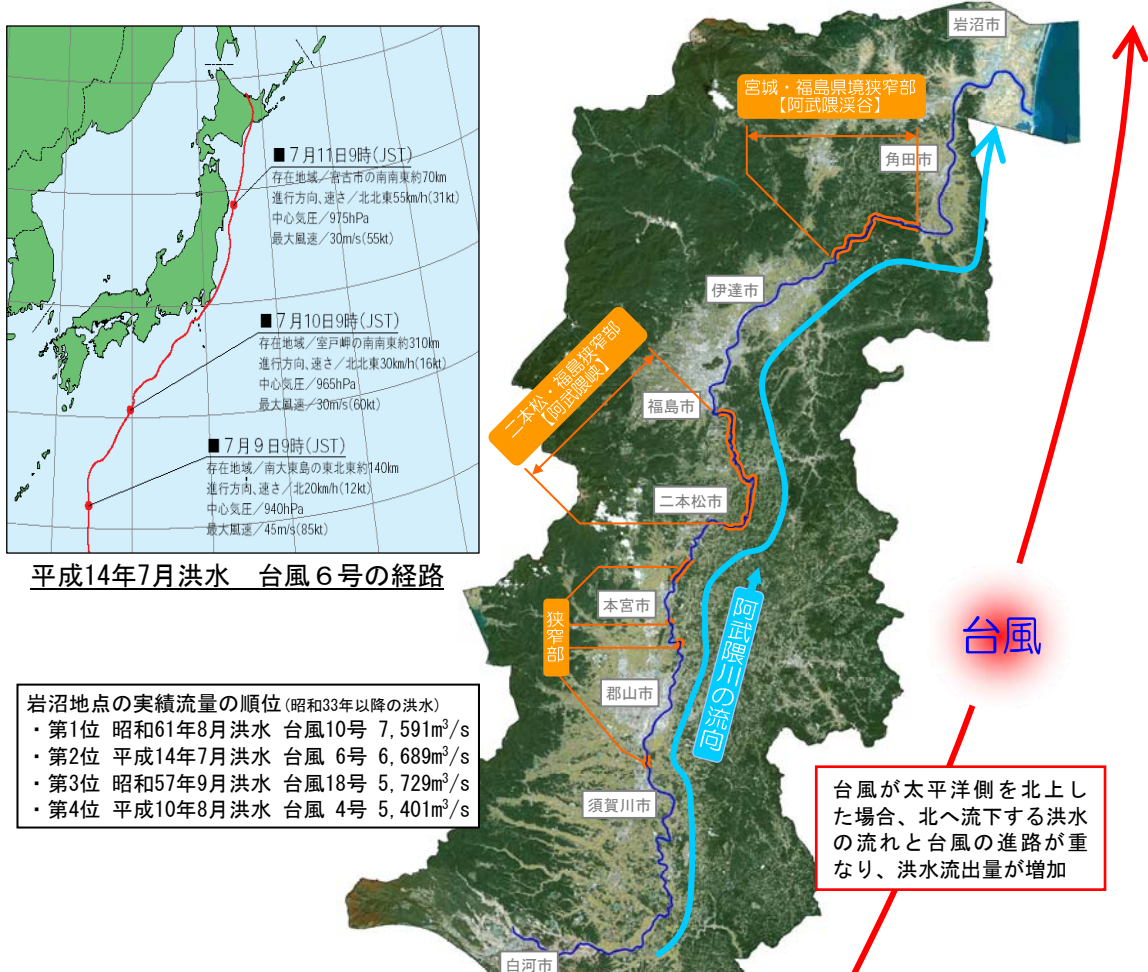 ■７月11日９時(JST)
存在地域／宮古市の南南東約70km
進行方向、速さ／北北東55km/h(31kt)
中心気圧／975hPa
最大風速／30m/s(55kt)
■７月10日９時(JST)
存在地域／室戸岬の南南東約310km
進行方向、速さ／北北東30km/h(16kt)
中心気圧／965hPa
最大風速／30m/s(60kt)
■７月９日９時(JST)
存在地域／南大東島の東北東約140km
進行方向、速さ／北20km/h(12kt)
中心気圧／940hPa
最大風速／45m/s(85kt)
平成14年7月洪水　台風６号の経路
岩沼地点の実績流量の順位(昭和33年以降の洪水)
・第1位 昭和61年8月洪水 台風10号 7,591m³/s
・第2位 平成14年7月洪水 台風 6号 6,689m³/s
・第3位 昭和57年9月洪水 台風18号 5,729m³/s
・第4位 平成10年8月洪水 台風 4号 5,401m³/s
岩沼市
宮城・福島県境狭窄部
【阿武隈渓谷】
角田市
伊達市
二本松・福島狭窄部
【阿武隈峡】
福島市
二本松市
本宮市
狭窄部
郡山市
須賀川市
白河市
阿武隈川の流向
台風
台風が太平洋側を北上し
た場合、北へ流下する洪水
の流れと台風の進路が重
なり、洪水流出量が増加